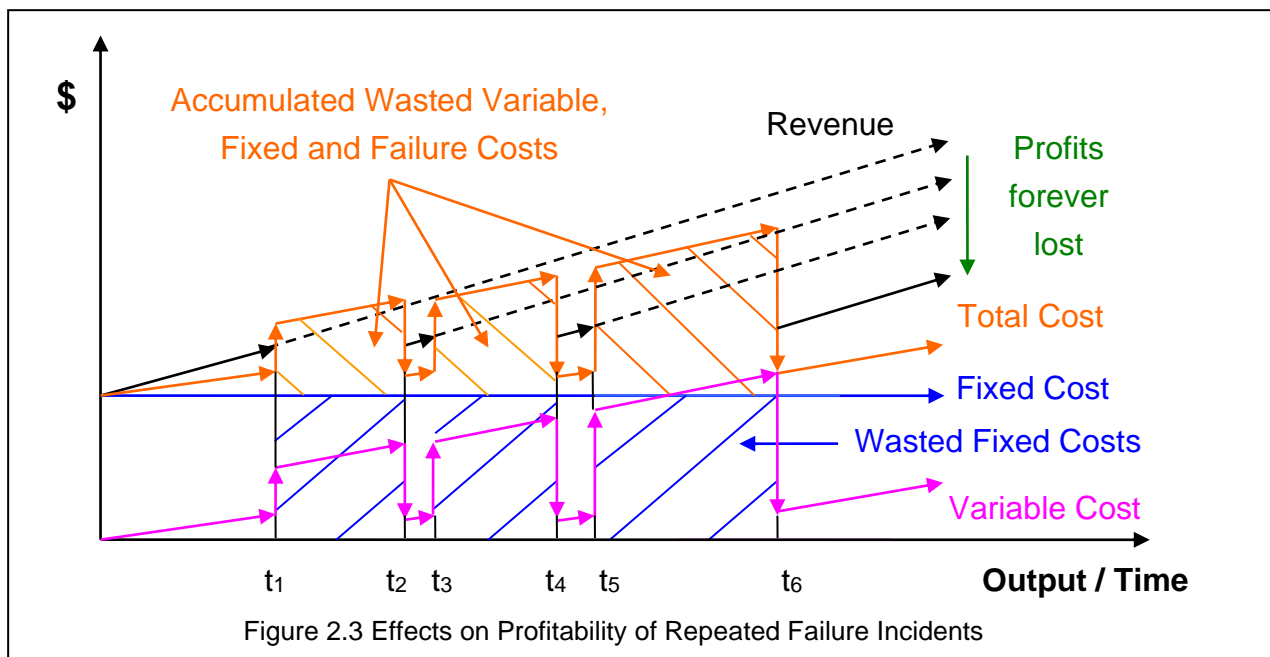 $
Accumulated Wasted Variable,
Fixed and Failure Costs
Revenue
Profits
forever
lost
Total Cost
Fixed Cost
Wasted Fixed Costs
Variable Cost
t1 t2 t3 t4 t5 t6
Output / Time
Figure 2.3 Effects on Profitability of Repeated Failure Incidents